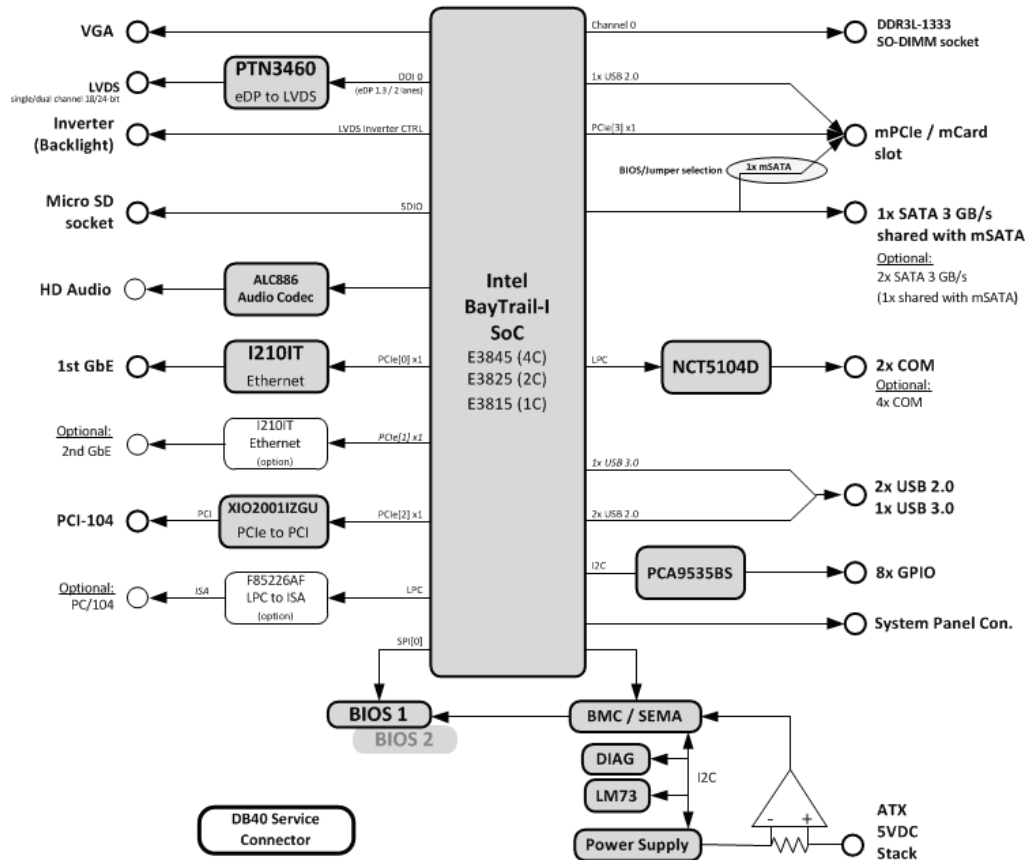 VGA
Channel 0
DDR3L-1333
SO-DIMM socket
LVDS
single/dual channel 18/24-bit
PTN3460
eDP to LVDS
DDI 0
(eDP 1.3 / 2 lanes)
1x USB 2.0
Inverter
(Backlight)
LVDS Inverter CTRL
PCIe[3] x1
mPCIe / mCard
slot
BIOS/Jumper selection
1x mSATA
Micro SD
socket
SDIO
1x SATA 3 GB/s
shared with mSATA
Optional:
2x SATA 3 GB/s
(1x shared with mSATA)
HD Audio
ALC886
Audio Codec
Intel
BayTrail-I
SoC
E3845 (4C)
E3825 (2C)
E3815 (1C)
1st GbE
I210IT
Ethernet
PCIe[0] x1
LPC
NCT5104D
2x COM
Optional:
4x COM
Optional:
2nd GbE
I210IT
Ethernet
(option)
PCIe[1] x1
1x USB 3.0
2x USB 2.0
2x USB 2.0
1x USB 3.0
PCI-104
PCI
XIO2001IZGU
PCIe to PCI
PCIe[2] x1
I2C
PCA9535BS
8x GPIO
Optional:
PC/104
ISA
F85226AF
LPC to ISA
(option)
LPC
System Panel Con.
SPI[0]
BIOS 1
BIOS 2
BMC / SEMA
DIAG
I2C
LM73
Power Supply
- +
ATX
5VDC
Stack
DB40 Service
Connector